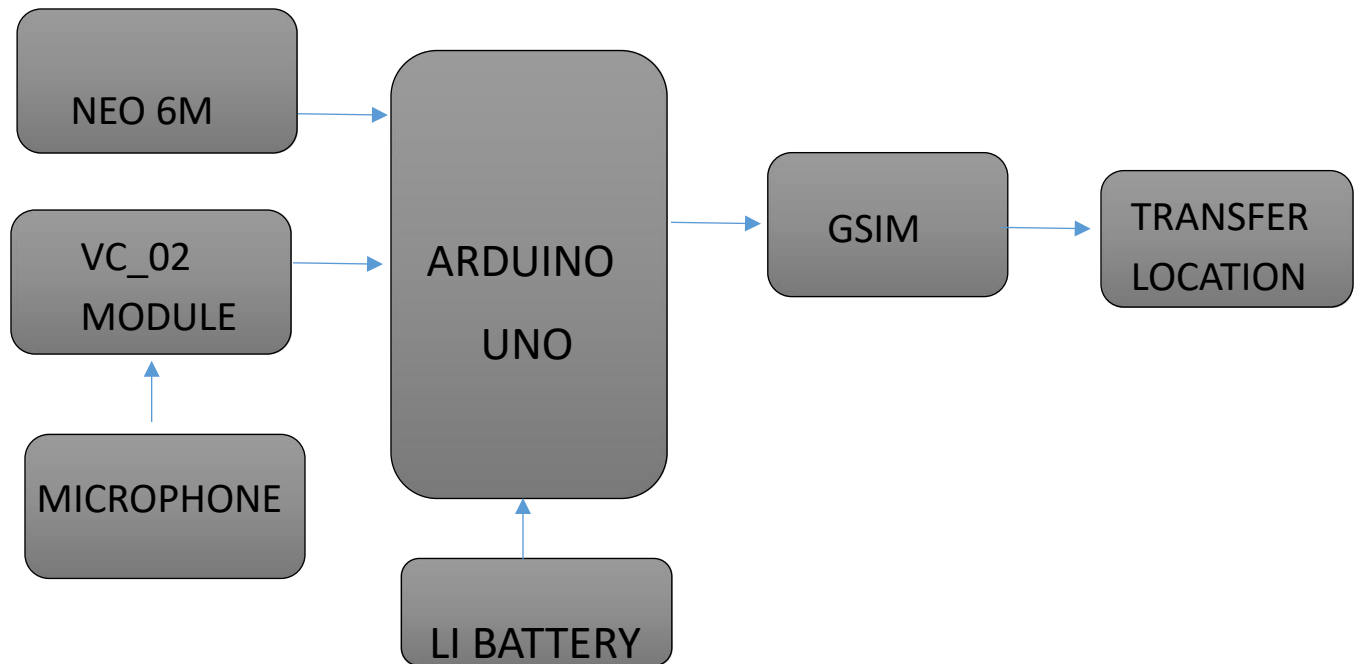 NEO 6M
VC_02
MODULE
MICROPHONE
ARDUINO
UNO
LI BATTERY
GSIM
TRANSFER
LOCATION